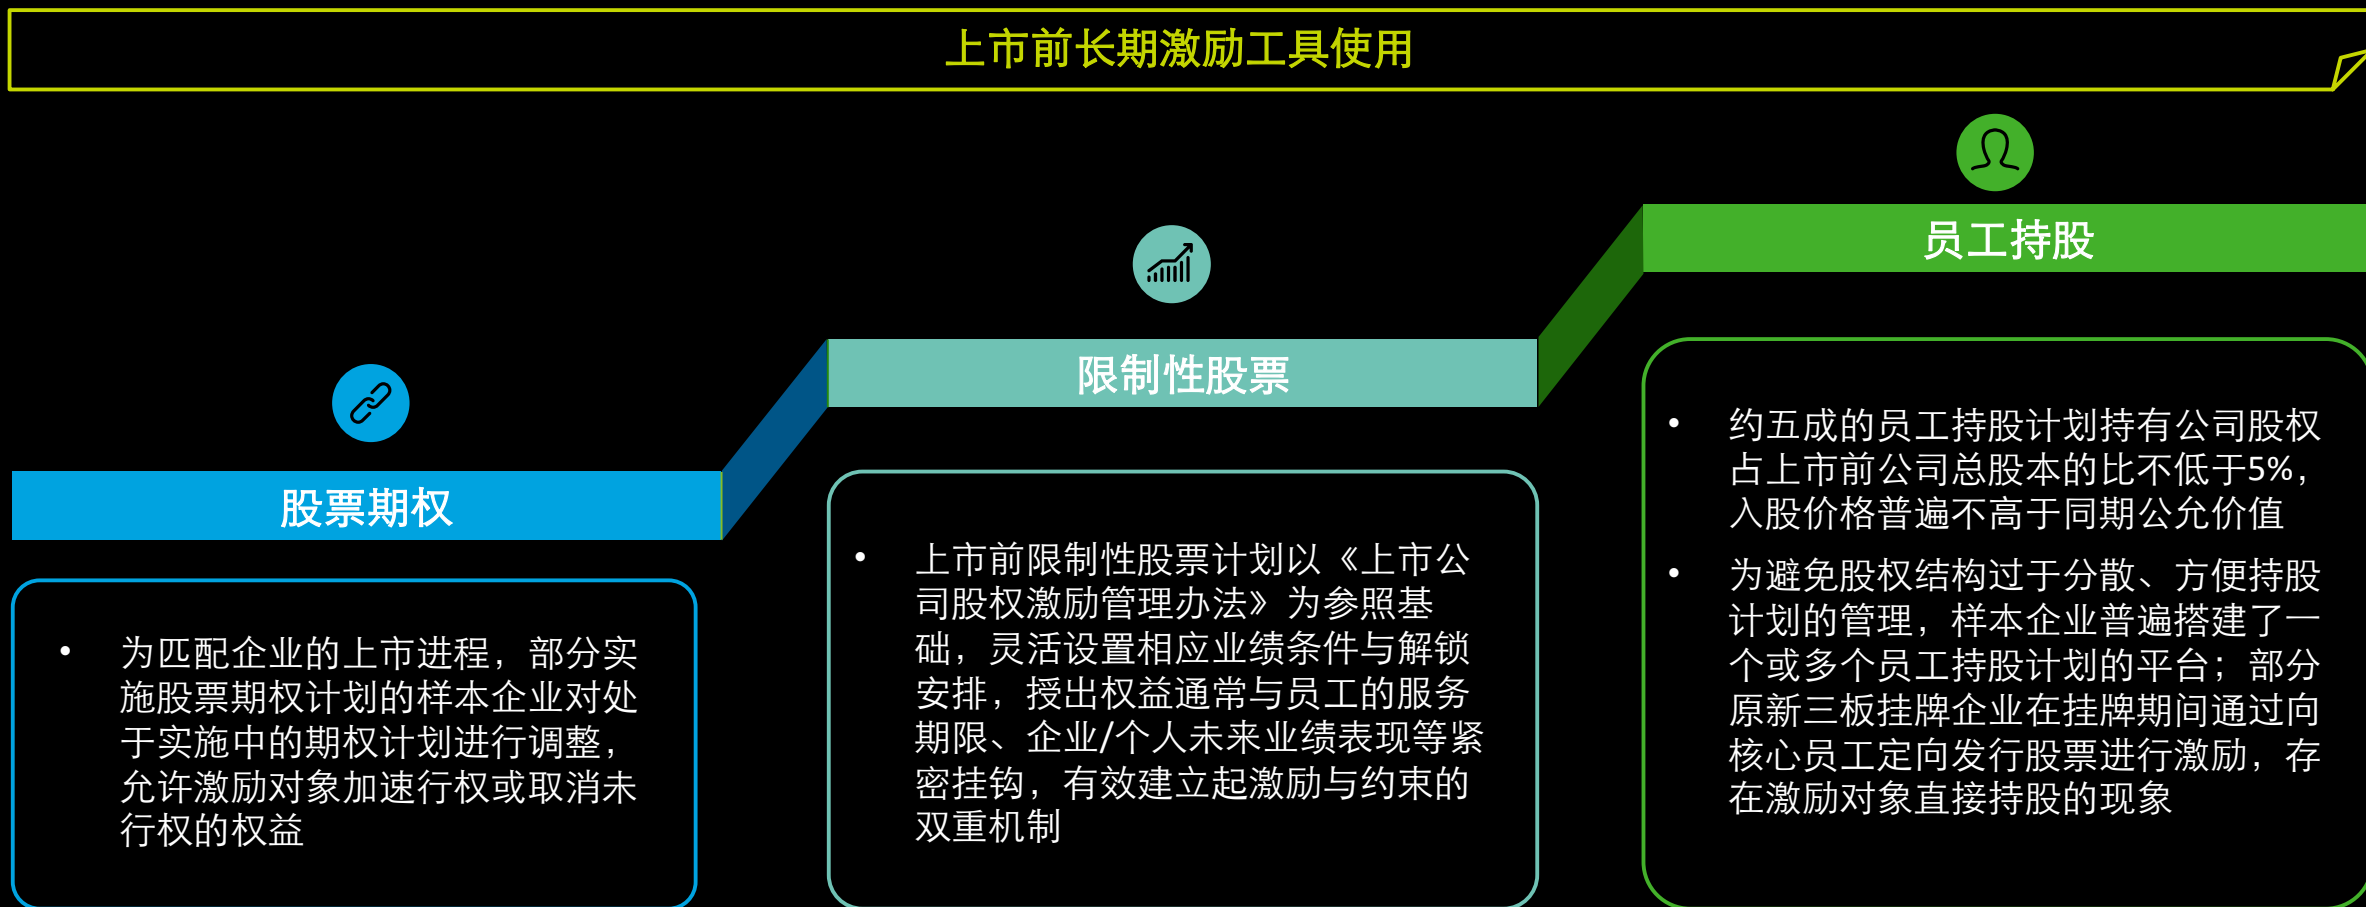 上市前长期激励工具使用
股票期权
• 为匹配企业的上市进程，部分实
施股票期权计划的样本企业对处
于实施中的期权计划进行调整，
允许激励对象加速行权或取消未
行权的权益
限制性股票
• 上市前限制性股票计划以《上市公
司股权激励管理办法》为参照基
础，灵活设置相应业绩条件与解锁
安排，授出权益通常与员工的服务
期限、企业/个人未来业绩表现等紧
密挂钩，有效建立起激励与约束的
双重机制
员工持股
• 约五成的员工持股计划持有公司股权
占上市前公司总股本的比不低于5%，
入股价格普遍不高于同期公允价值
• 为避免股权结构过于分散、方便持股
计划的管理，样本企业普遍搭建了一
个或多个员工持股计划的平台；部分
原新三板挂牌企业在挂牌期间通过向
核心员工定向发行股票进行激励，存
在激励对象直接持股的现象